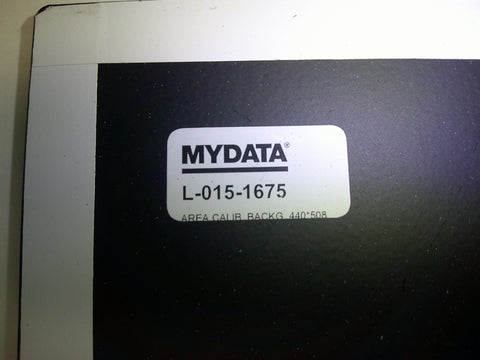 MYDATA®
L-015-1675
AREA CALIB. BACKG. 440*508